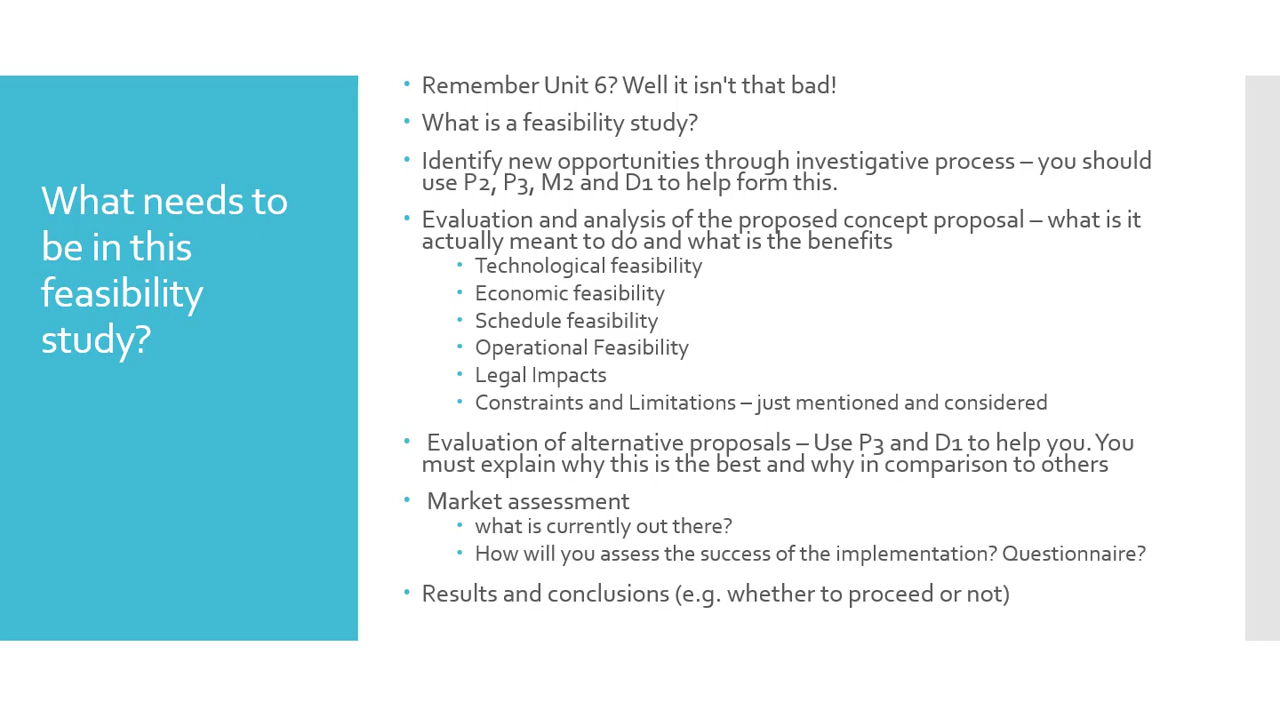 What needs to
be in this
feasibility
study?
• Remember Unit 6? Well it isn't that bad!
• What is a feasibility study?
• Identify new opportunities through investigative process – you should
use P2, P3, M2 and D1 to help form this.
• Evaluation and analysis of the proposed concept proposal – what is it
actually meant to do and what is the benefits
• Technological feasibility
• Economic feasibility
• Schedule feasibility
• Operational Feasibility
• Legal Impacts
• Constraints and Limitations – just mentioned and considered
• Evaluation of alternative proposals – Use P3 and D1 to help you. You
must explain why this is the best and why in comparison to others
• Market assessment
• what is currently out there?
• How will you assess the success of the implementation? Questionnaire?
• Results and conclusions (e.g. whether to proceed or not)